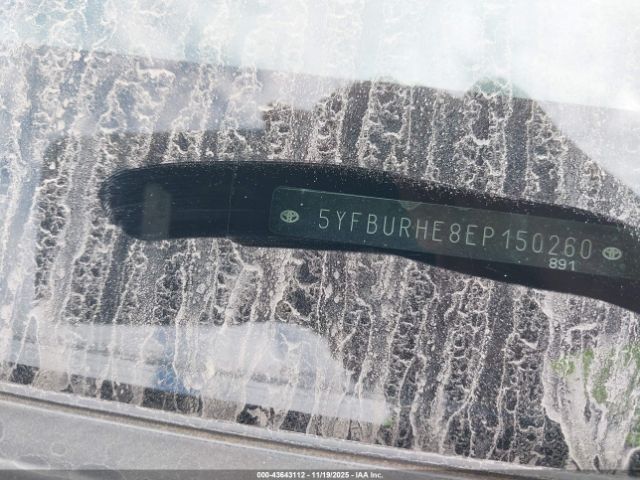 5YFBURHE8EP150260
891
000-43643112 - 11/19/2025 - IAA Inc.